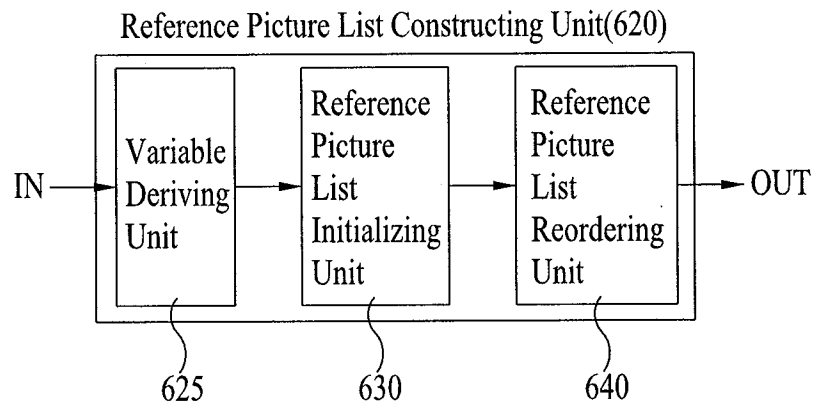 Reference Picture List Constructing Unit(620)
IN
Variable
Deriving
Unit
Reference
Picture
List
Initializing
Unit
Reference
Picture
List
Reordering
Unit
OUT
625
630
640